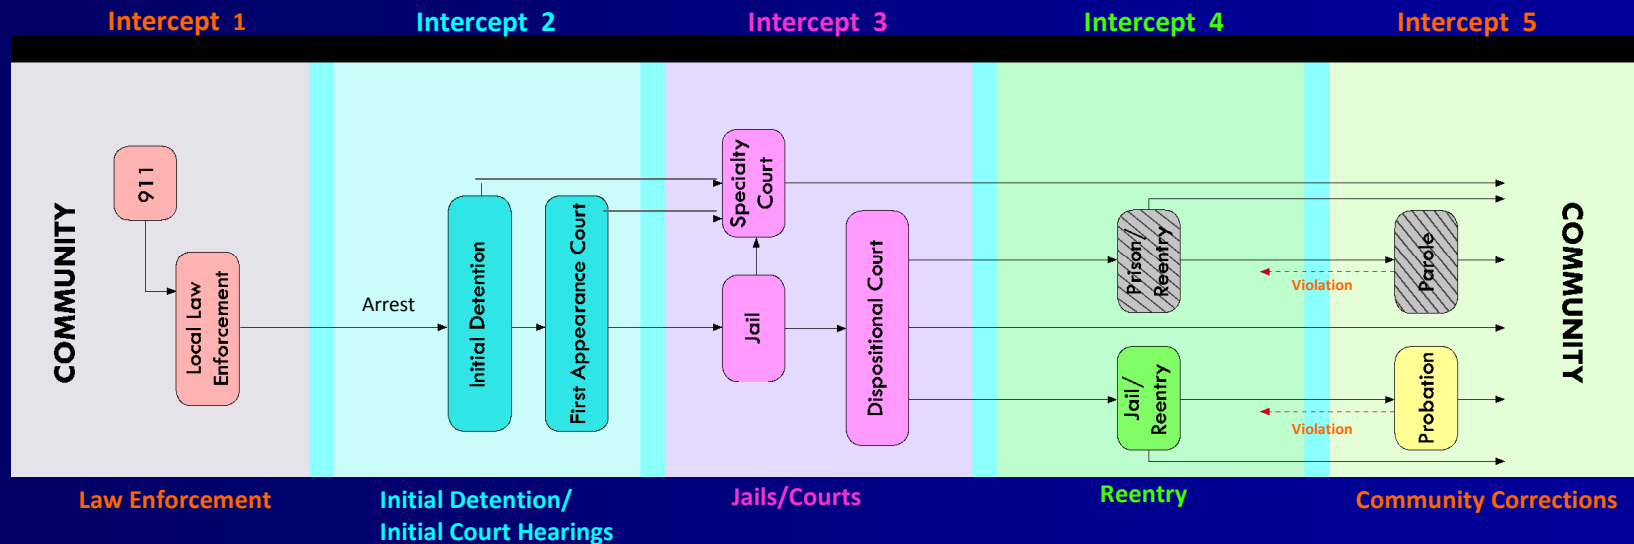 Intercept 1
Intercept 2
Intercept 3
Intercept 4
Intercept 5
COMMUNITY
911
Local Law
Enforcement
Arrest
Initial Detention
First Appearance Court
Specialty
Court
Jail
Dispositional Court
Prison/
Reentry
Violation
Parole
Jail/
Reentry
Violation
Probation
COMMUNITY
Law Enforcement
Initial Detention/
Initial Court Hearings
Jails/Courts
Reentry
Community Corrections